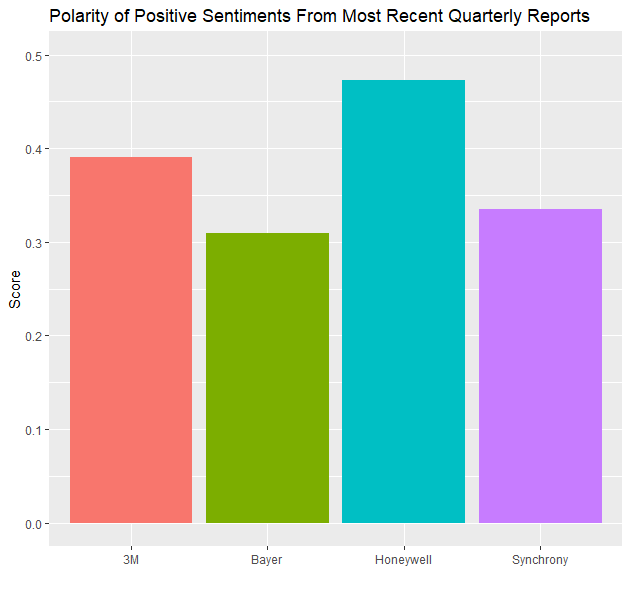 Polarity of Positive Sentiments From Most Recent Quarterly Reports
0.5
0.4
0.3
0.2
0.1
0.0
Score
3M Bayer Honeywell Synchrony